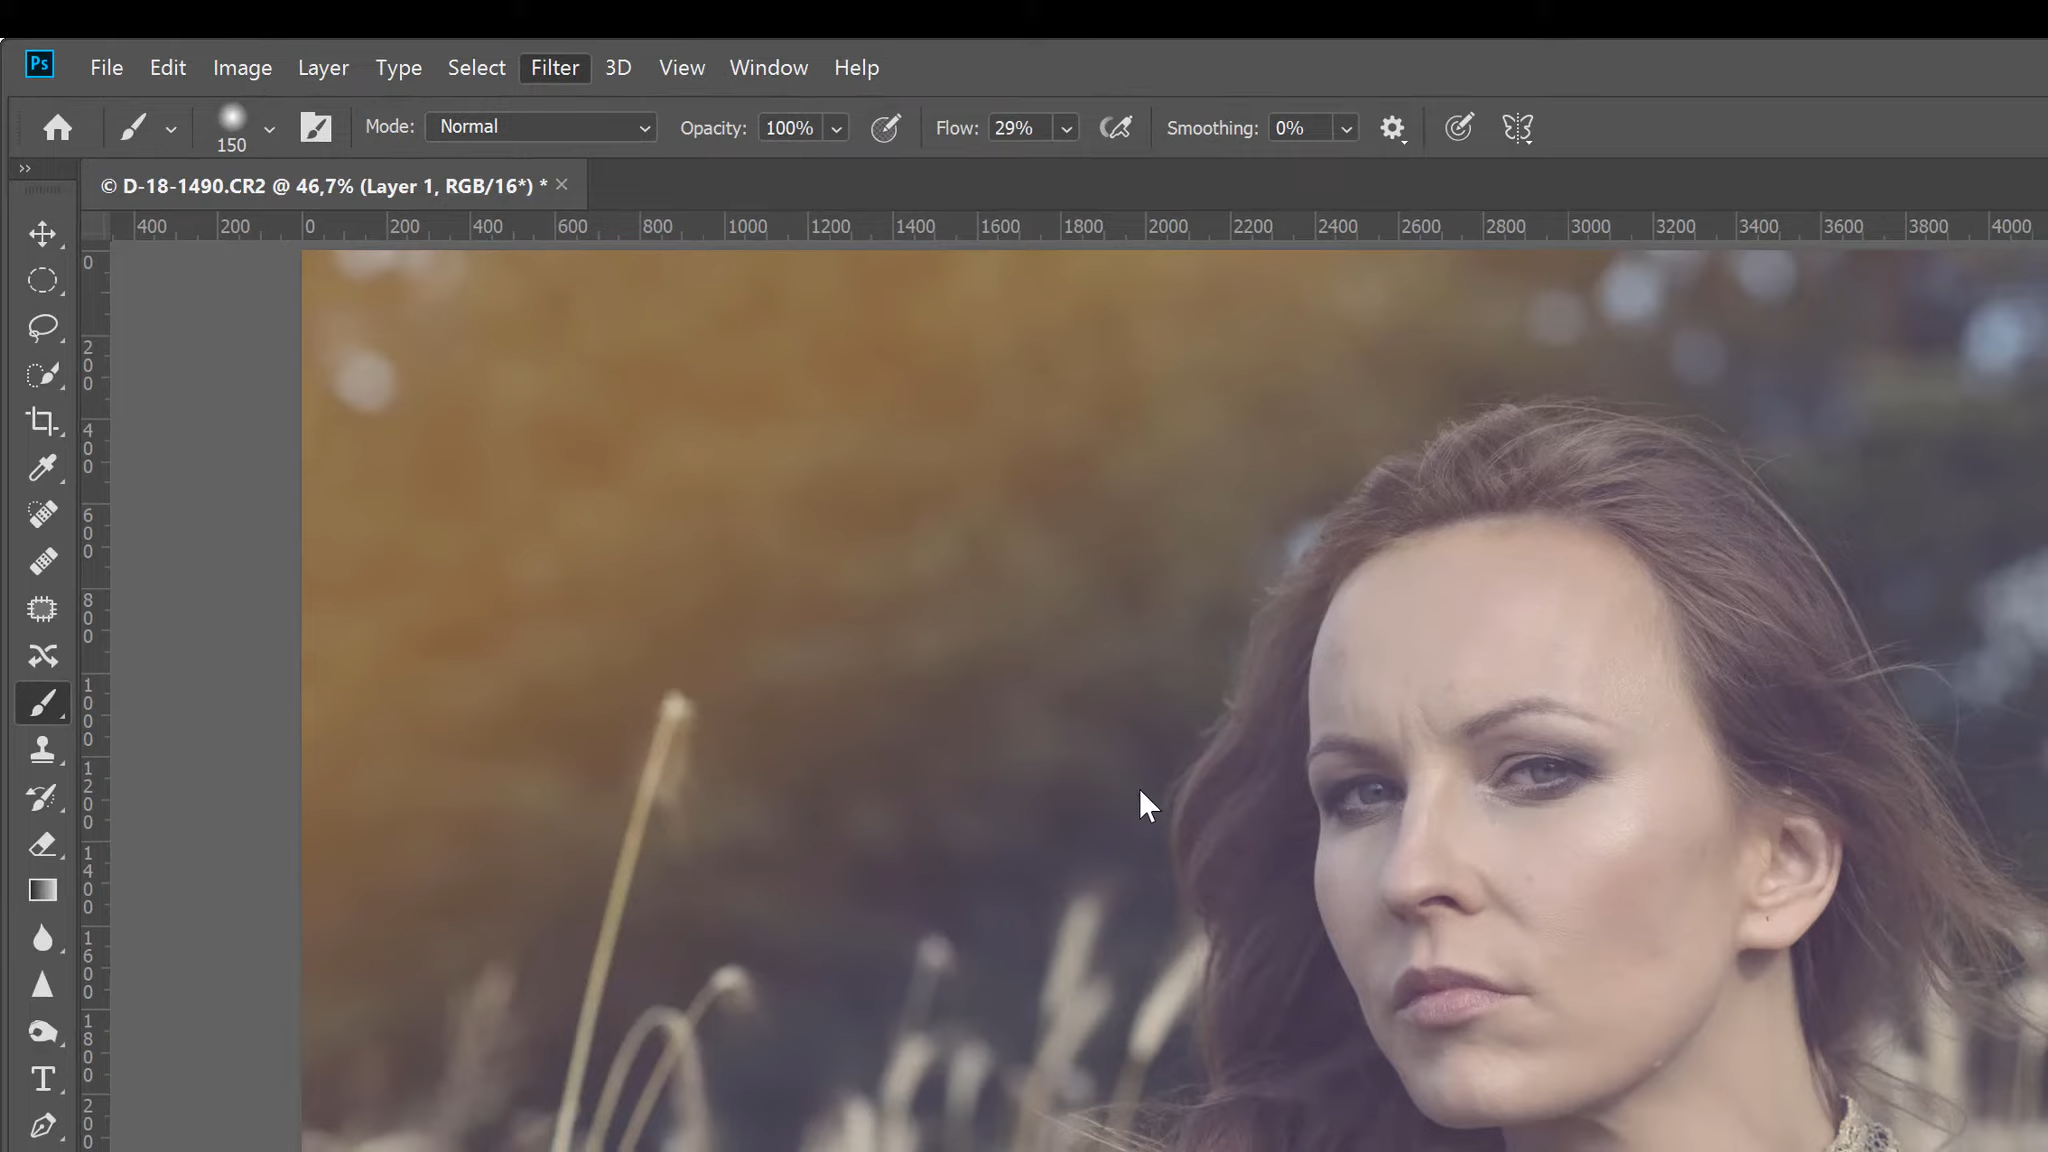 Ps File Edit Image Layer Type Select Filter 3D View Window Help
150 Mode: Normal Opacity: 100% Flow: 29% Smoothing: 0%
© D-18-1490.CR2 @ 46,7% (Layer 1, RGB/16*) * ×
400 200 0 200 400 600 800 1000 1200 1400 1600 1800 2000 2200 2400 2600 2800 3000 3200 3400 3600 3800 4000
0
200
400
600
800
1000
1200
1400
1600
1800
200